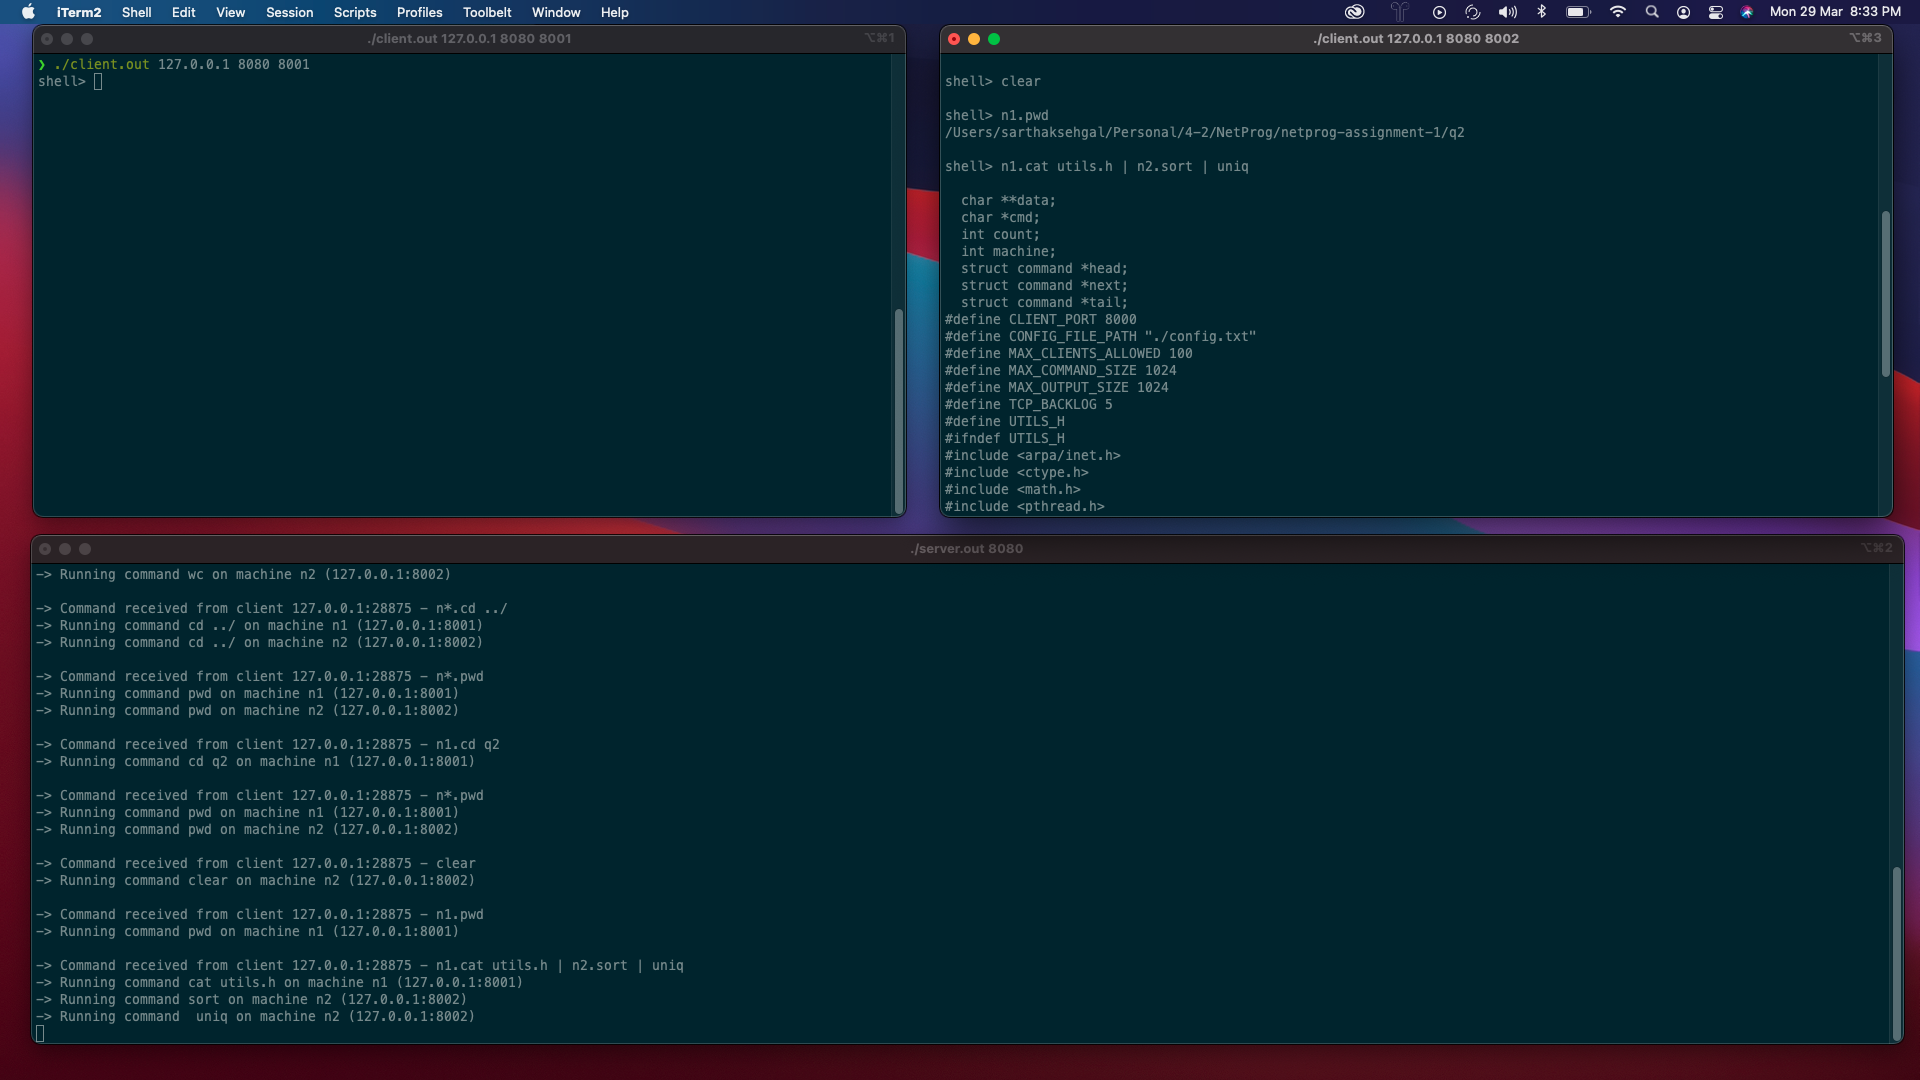 iTerm2 Shell Edit View Session Scripts Profiles Toolbelt Window Help Mon 29 Mar 8:33 PM
./client.out 127.0.0.1 8080 8001 ⌥⌘1
❯ ./client.out 127.0.0.1 8080 8001
shell>
./client.out 127.0.0.1 8080 8002 ⌥⌘3
shell> clear
shell> n1.pwd
/Users/sarthaksehgal/Personal/4-2/NetProg/netprog-assignment-1/q2
shell> n1.cat utils.h | n2.sort | uniq
char **data;
char *cmd;
int count;
int machine;
struct command *head;
struct command *next;
struct command *tail;
#define CLIENT_PORT 8000
#define CONFIG_FILE_PATH "./config.txt"
#define MAX_CLIENTS_ALLOWED 100
#define MAX_COMMAND_SIZE 1024
#define MAX_OUTPUT_SIZE 1024
#define TCP_BACKLOG 5
#define UTILS_H
#ifndef UTILS_H
#include <arpa/inet.h>
#include <ctype.h>
#include <math.h>
#include <pthread.h>
./server.out 8080 ⌥⌘2
-> Running command wc on machine n2 (127.0.0.1:8002)
-> Command received from client 127.0.0.1:28875 - n*.cd ../
-> Running command cd ../ on machine n1 (127.0.0.1:8001)
-> Running command cd ../ on machine n2 (127.0.0.1:8002)
-> Command received from client 127.0.0.1:28875 - n*.pwd
-> Running command pwd on machine n1 (127.0.0.1:8001)
-> Running command pwd on machine n2 (127.0.0.1:8002)
-> Command received from client 127.0.0.1:28875 - n1.cd q2
-> Running command cd q2 on machine n1 (127.0.0.1:8001)
-> Command received from client 127.0.0.1:28875 - n*.pwd
-> Running command pwd on machine n1 (127.0.0.1:8001)
-> Running command pwd on machine n2 (127.0.0.1:8002)
-> Command received from client 127.0.0.1:28875 - clear
-> Running command clear on machine n2 (127.0.0.1:8002)
-> Command received from client 127.0.0.1:28875 - n1.pwd
-> Running command pwd on machine n1 (127.0.0.1:8001)
-> Command received from client 127.0.0.1:28875 - n1.cat utils.h | n2.sort | uniq
-> Running command cat utils.h on machine n1 (127.0.0.1:8001)
-> Running command sort on machine n2 (127.0.0.1:8002)
-> Running command  uniq on machine n2 (127.0.0.1:8002)